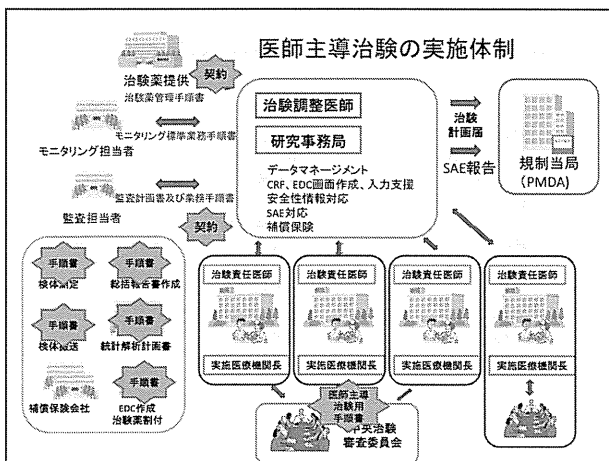 医師主導治験の実施体制
治験薬提供
契約
治験薬管理手順書
モニタリング標準業務手順書
モニタリング担当者
監査計画書及び業務手順書
監査担当者
契約
治験調整医師
研究事務局
データマネージメント
CRF、EDC画面作成、入力支援
安全性情報対応
SAE対応
補償保険
治験
計画届
SAE報告
規制当局
(PMDA)
手順書
検体測定
手順書
総括報告書作成
手順書
検体搬送
手順書
統計解析計画書
補償保険会社
手順書
EDC作成
治験薬割付
治験責任医師
治験責任医師
治験責任医師
治験責任医師
実施医療機関長
実施医療機関長
実施医療機関長
実施医療機関長
医師主導
治験用
手順書
中央治験
審査委員会